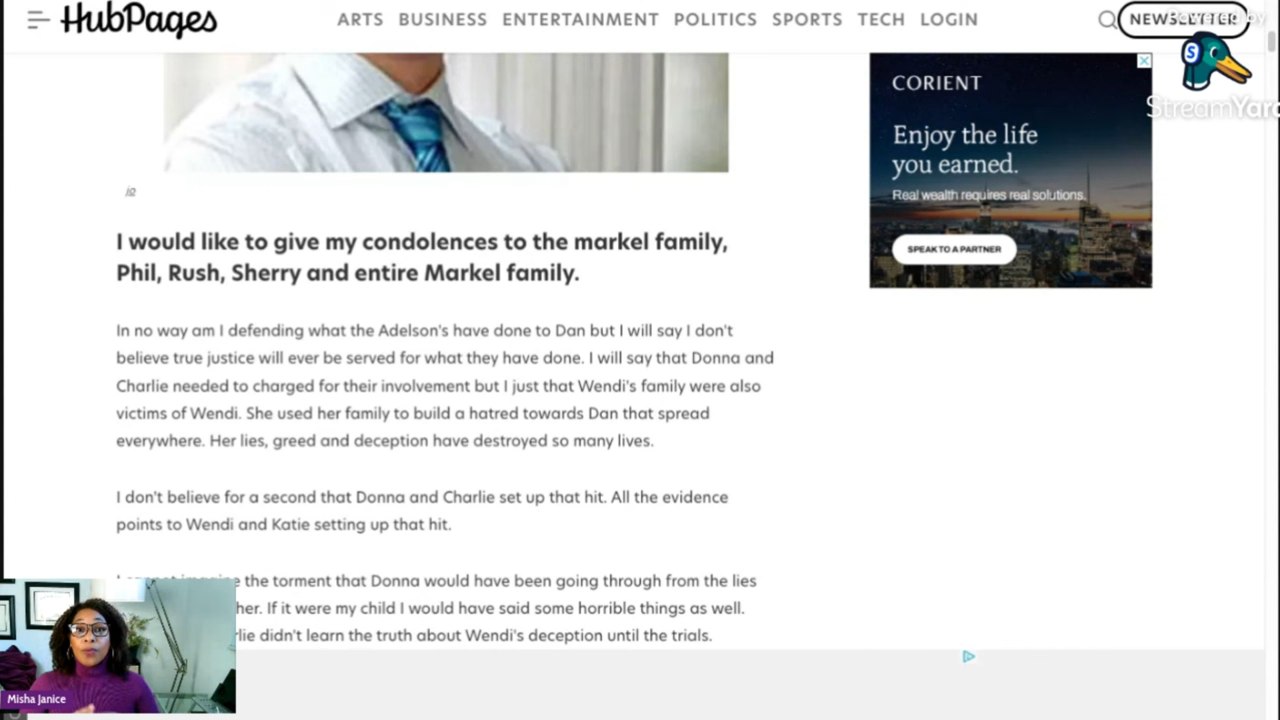 HubPages
ARTS BUSINESS ENTERTAINMENT POLITICS SPORTS TECH LOGIN
NEWSLETTER
Powered by
S
StreamYard
CORIENT
Enjoy the life
you earned.
Real wealth requires real solutions.
SPEAK TO A PARTNER
I would like to give my condolences to the markel family,
Phil, Rush, Sherry and entire Markel family.
In no way am I defending what the Adelson's have done to Dan but I will say I don't
believe true justice will ever be served for what they have done. I will say that Donna and
Charlie needed to charged for their involvement but I just that Wendi's family were also
victims of Wendi. She used her family to build a hatred towards Dan that spread
everywhere. Her lies, greed and deception have destroyed so many lives.
I don't believe for a second that Donna and Charlie set up that hit. All the evidence
points to Wendi and Katie setting up that hit.
the torment that Donna would have been going through from the lies
her. If it were my child I would have said some horrible things as well.
rlie didn't learn the truth about Wendi's deception until the trials.
Misha Janice